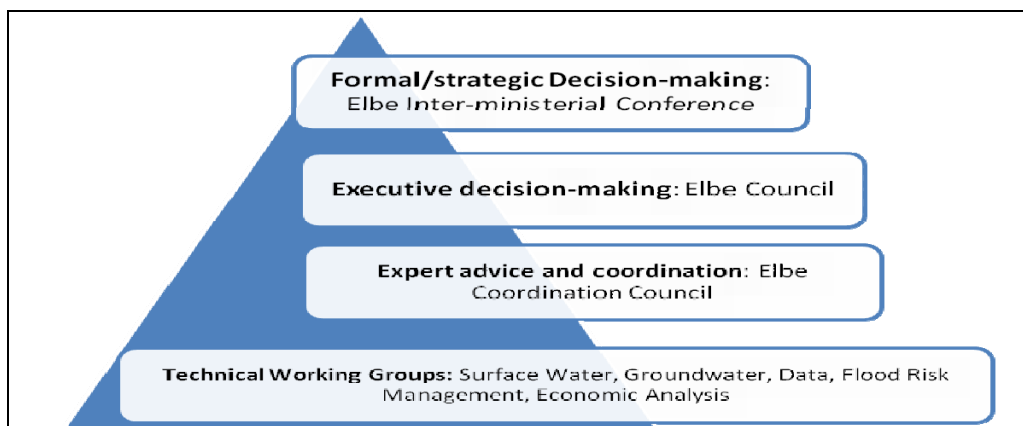 Formal/strategic Decision-making:
Elbe Inter-ministerial Conference
Executive decision-making: Elbe Council
Expert advice and coordination: Elbe
Coordination Council
Technical Working Groups: Surface Water, Groundwater, Data, Flood Risk
Management, Economic Analysis